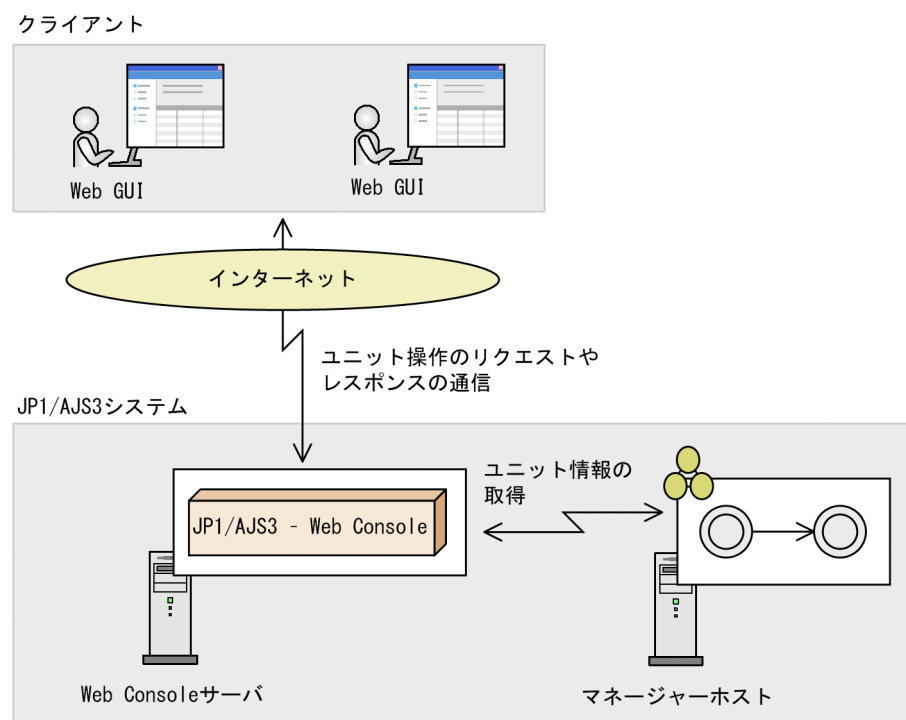 クライアント
Web GUI
Web GUI
インターネット
ユニット操作のリクエストや
レスポンスの通信
JP1/AJS3システム
ユニット情報の
取得
JP1/AJS3 - Web Console
Web Consoleサーバ
マネージャーホスト